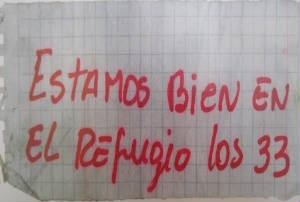 ESTAMOS BIEN EN
EL REFUGIO los 33